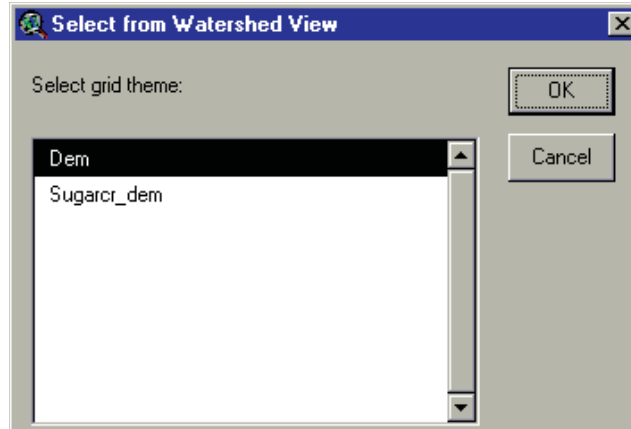 Select from Watershed View
Select grid theme:
OK
Dem
Cancel
Sugarcr_dem